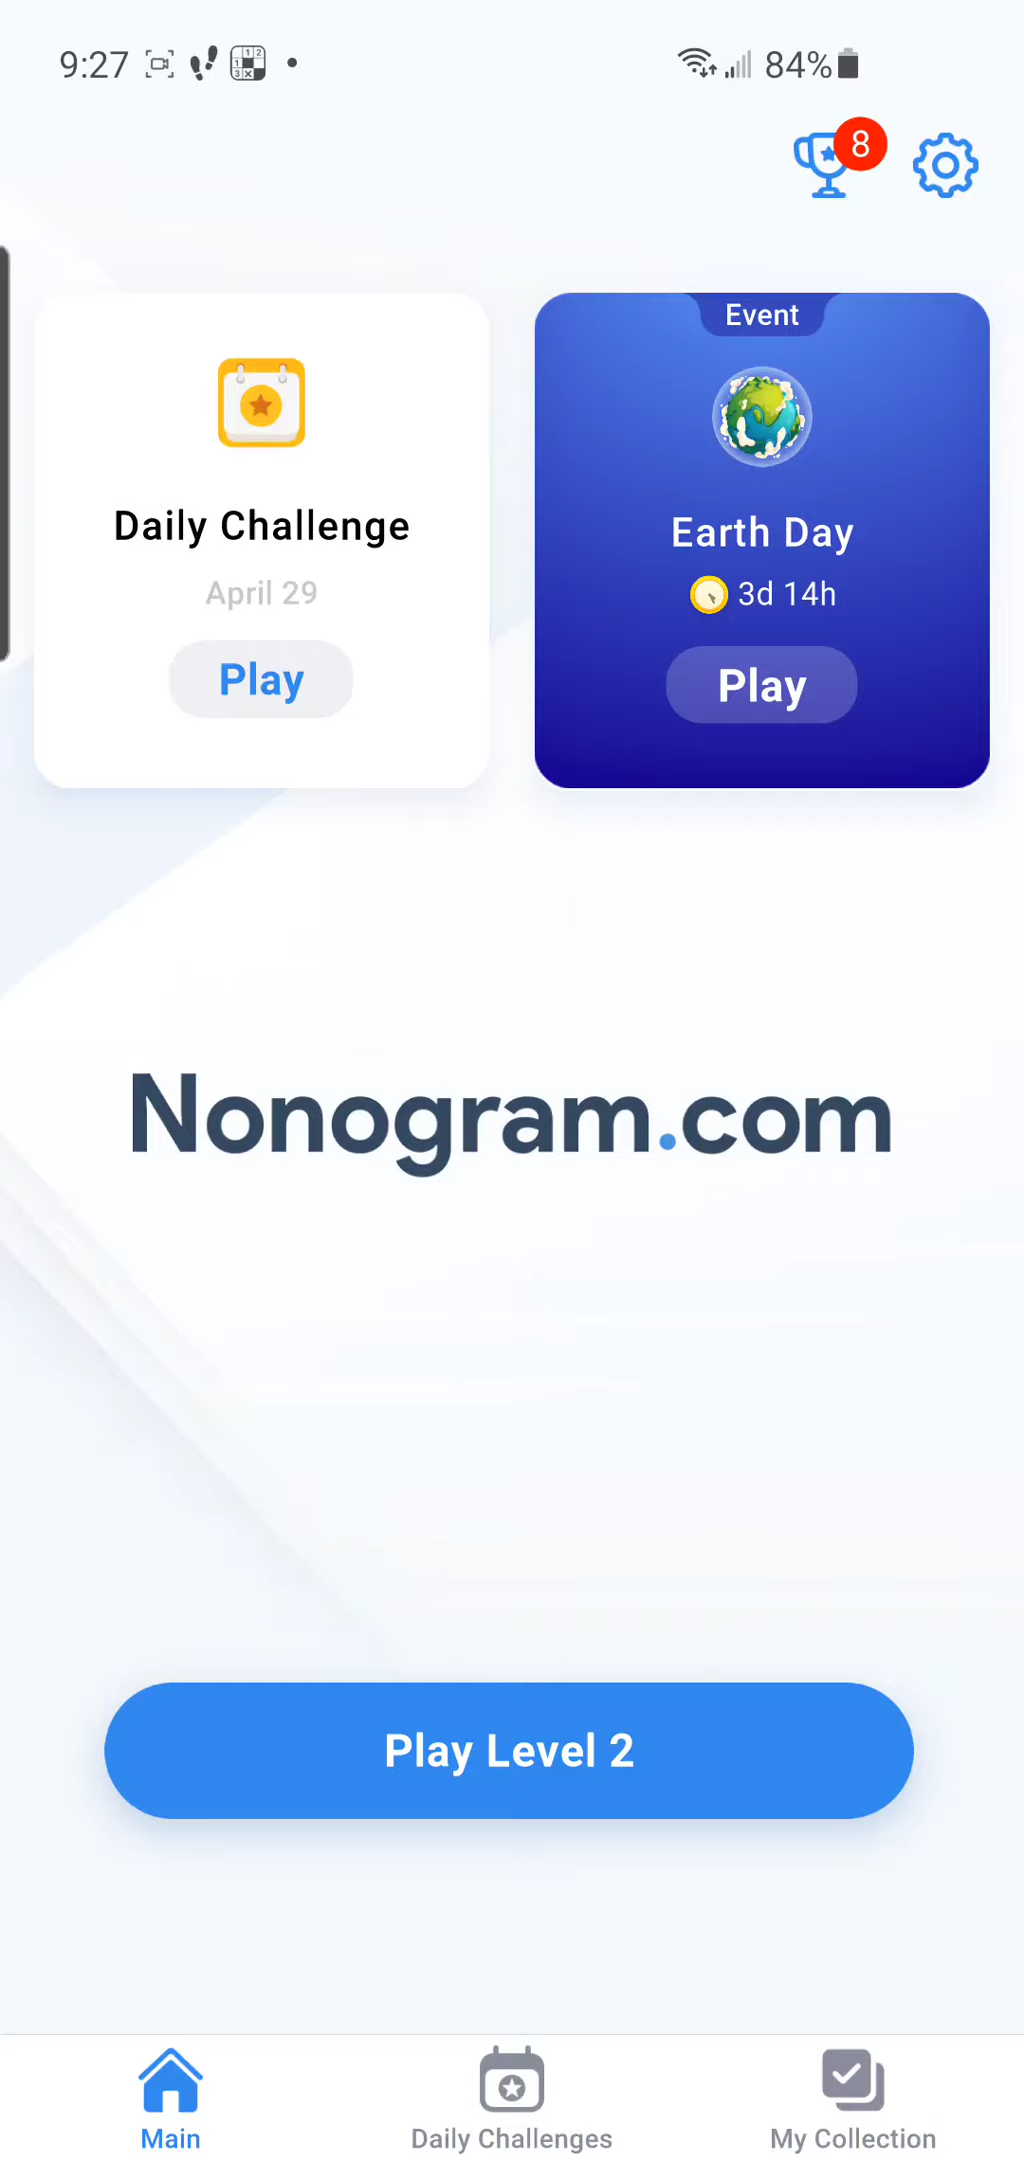 9:27
84%
8
Daily Challenge
April 29
Play
Event
Earth Day
3d 14h
Play
Nonogram.com
Play Level 2
Main
Daily Challenges
My Collection